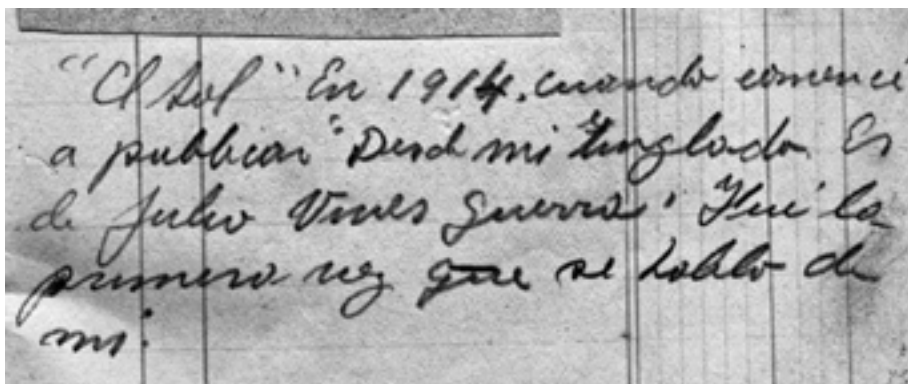 "El Sol" En 1914. cuando comencé
a publicar "Desde mi tinglado. Es
de Julio Vives Guerra. Fué la
primera vez que se habló de
mi.